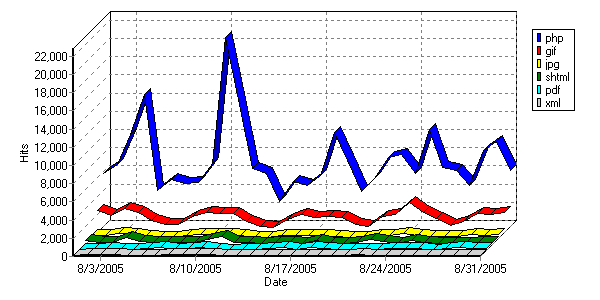 22,000
20,000
18,000
16,000
14,000
12,000
10,000
8,000
6,000
4,000
2,000
0
Hits
8/3/2005 8/10/2005 8/17/2005 8/24/2005 8/31/2005
Date
php
gif
jpg
shtml
pdf
xml